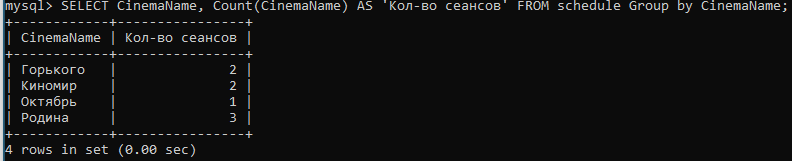 mysql> SELECT CinemaName, Count(CinemaName) AS 'Кол-во сеансов' FROM schedule Group by CinemaName;
+------------+----------------+
| CinemaName | Кол-во сеансов |
+------------+----------------+
| Горького   |              2 |
| Киномир    |              2 |
| Октябрь    |              1 |
| Родина     |              3 |
+------------+----------------+
4 rows in set (0.00 sec)